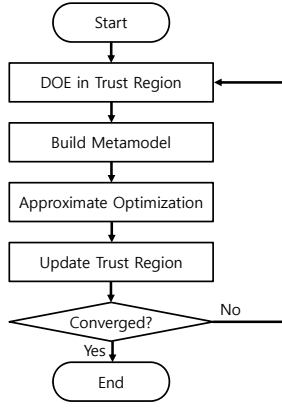 Start
DOE in Trust Region
Build Metamodel
Approximate Optimization
Update Trust Region
Converged?
No
Yes
End